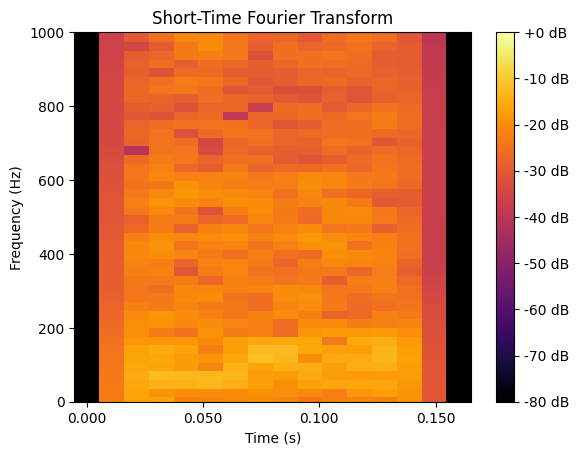 Short-Time Fourier Transform
1000
800
600
400
200
0
Frequency (Hz)
0.000
0.050
0.100
0.150
Time (s)
+0 dB
-10 dB
-20 dB
-30 dB
-40 dB
-50 dB
-60 dB
-70 dB
-80 dB